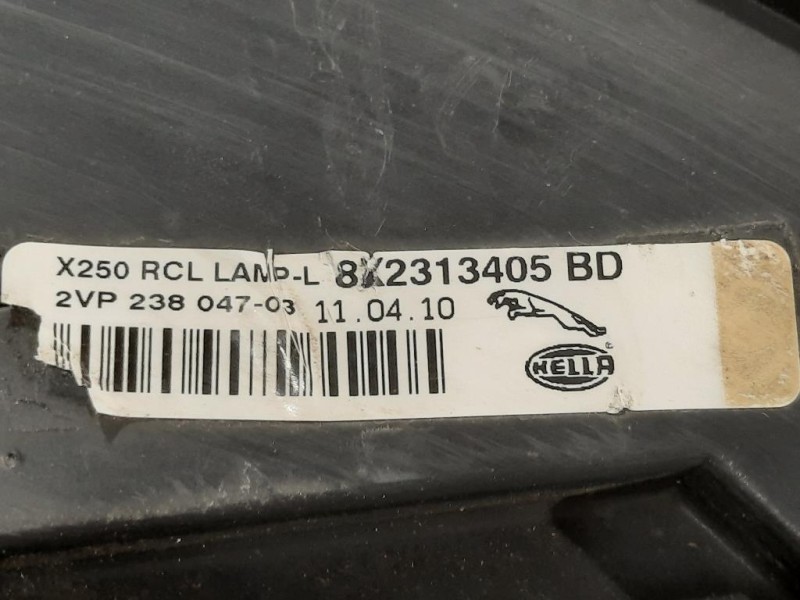 X250 RCL LAMP-L 8X2313405 BD
2VP 238 047-03 11.04.10
HELLA ®